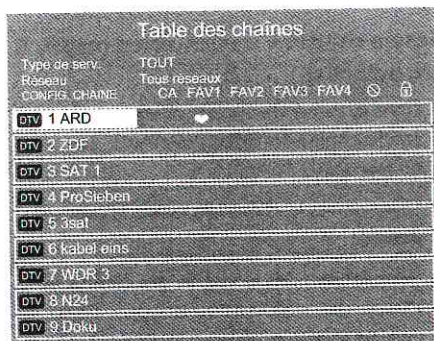 Table des chaînes
Type de serv. TOUT
Réseau Tous réseaux
CONFIG. CHAINE CA FAV1 FAV2 FAV3 FAV4
DTV 1 ARD
DTV 2 ZDF
DTV 3 SAT 1
DTV 4 ProSieben
DTV 5 3sat
DTV 6 kabel eins
DTV 7 WDR 3
DTV 8 N24
DTV 9 Doku